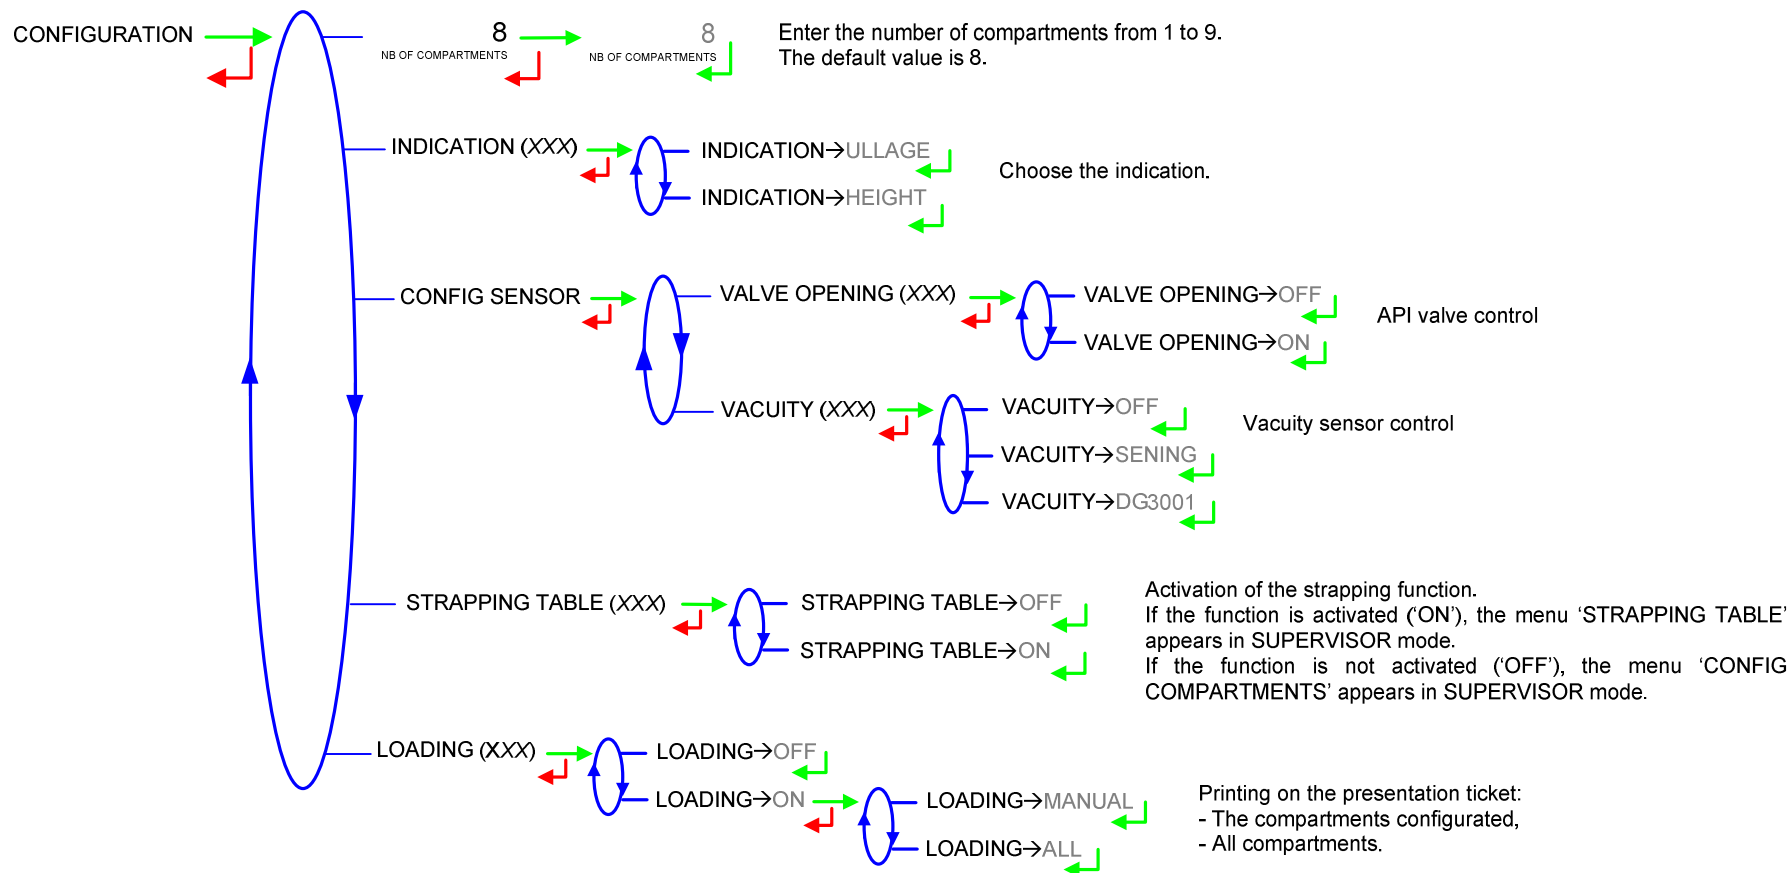 CONFIGURATION
8
NB OF COMPARTMENTS
8
NB OF COMPARTMENTS
Enter the number of compartments from 1 to 9.
The default value is 8.
INDICATION (XXX)
INDICATION→ULLAGE
INDICATION→HEIGHT
Choose the indication.
CONFIG SENSOR
VALVE OPENING (XXX)
VALVE OPENING→OFF
VALVE OPENING→ON
API valve control
VACUITY (XXX)
VACUITY→OFF
VACUITY→SENING
VACUITY→DG3001
Vacuity sensor control
STRAPPING TABLE (XXX)
STRAPPING TABLE→OFF
STRAPPING TABLE→ON
Activation of the strapping function.
If the function is activated (‘ON’), the menu ‘STRAPPING TABLE’
appears in SUPERVISOR mode.
If the function is not activated (‘OFF’), the menu ‘CONFIG
COMPARTMENTS’ appears in SUPERVISOR mode.
LOADING (XXX)
LOADING→OFF
LOADING→ON
LOADING→MANUAL
LOADING→ALL
Printing on the presentation ticket:
- The compartments configurated,
- All compartments.